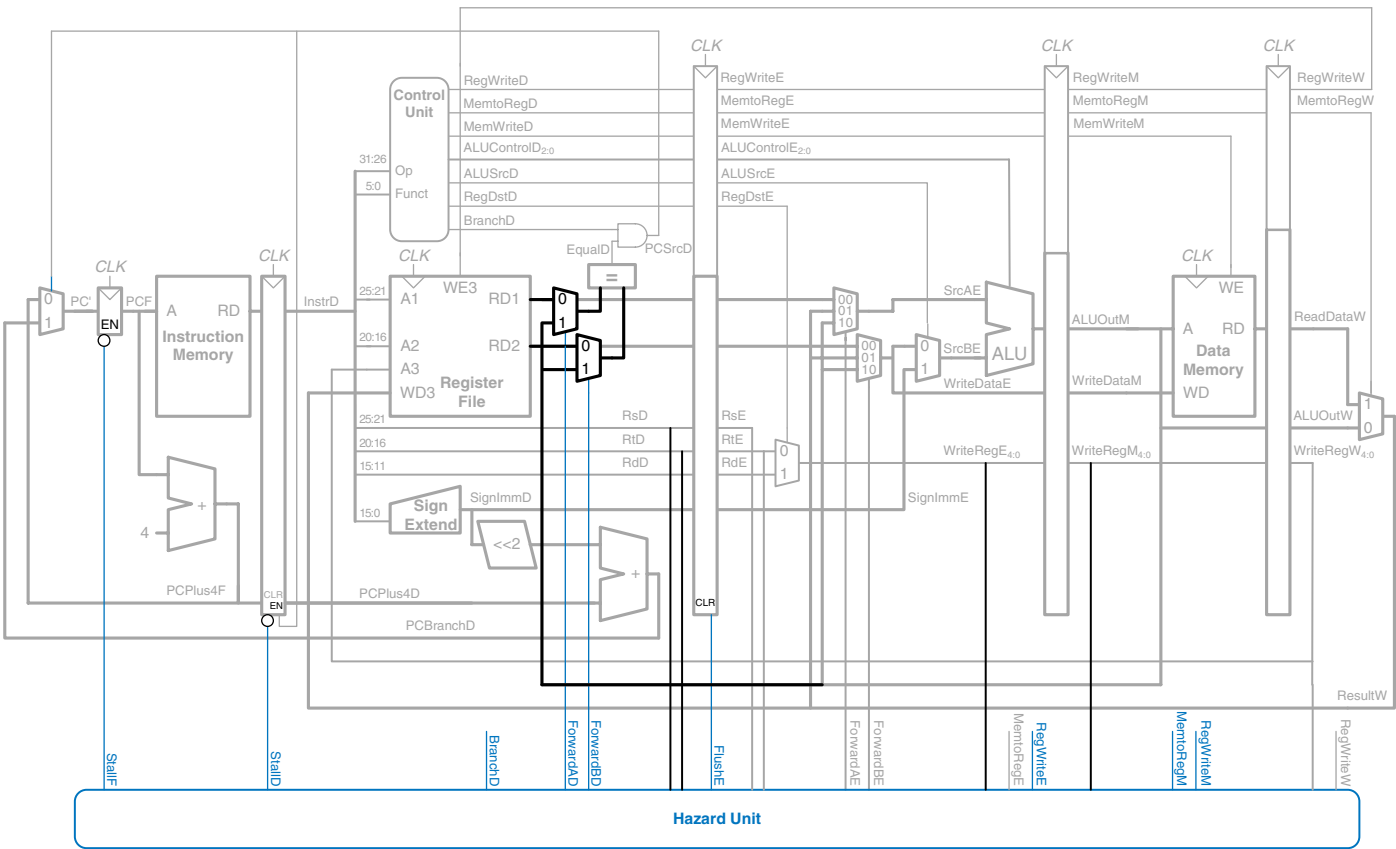 CLK
CLK
CLK
RegWriteD
RegWriteE
RegWriteM
RegWriteW
Control
Unit
MemtoRegD
MemtoRegE
MemtoRegM
MemtoRegW
MemWriteD
MemWriteE
MemWriteM
ALUControlD2:0
ALUControlE2:0
31:26
Op
ALUSrcD
ALUSrcE
5:0
Funct
RegDstD
RegDstE
BranchD
EqualD
PCSrcD
CLK
CLK
CLK
CLK
=
0
1
PC'
EN
PCF
A
RD
Instruction
Memory
InstrD
25:21
A1
WE3
RD1
0
1
00
01
10
SrcAE
WE
20:16
A2
RD2
0
1
00
01
10
0
1
SrcBE
ALU
ALUOutM
A
RD
ReadDataW
A3
Register
File
WD3
WriteDataE
WriteDataM
Data
Memory
WD
1
0
ALUOutW
25:21
RsD
RsE
20:16
RtD
RtE
0
1
WriteRegE4:0
WriteRegM4:0
WriteRegW4:0
15:11
RdD
RdE
15:0
Sign
Extend
SignImmD
SignImmE
+
4
<<2
+
PCPlus4F
CLR
EN
PCPlus4D
CLR
PCBranchD
ResultW
StallF
StallD
BranchD
ForwardAD
ForwardBD
FlushE
ForwardAE
ForwardBE
MemtoRegE
RegWriteE
MemtoRegM
RegWriteM
RegWriteW
Hazard Unit